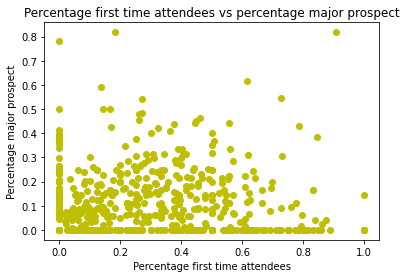 Percentage first time attendees vs percentage major prospect
Percentage major prospect
0.8
0.7
0.6
0.5
0.4
0.3
0.2
0.1
0.0
0.0 0.2 0.4 0.6 0.8 1.0
Percentage first time attendees